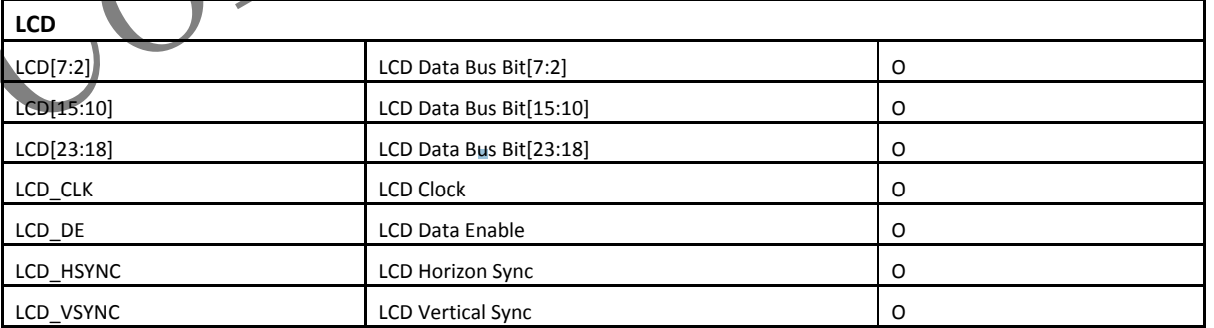 LCD
LCD[7:2] LCD Data Bus Bit[7:2] O
LCD[15:10] LCD Data Bus Bit[15:10] O
LCD[23:18] LCD Data Bus Bit[23:18] O
LCD_CLK LCD Clock O
LCD_DE LCD Data Enable O
LCD_HSYNC LCD Horizon Sync O
LCD_VSYNC LCD Vertical Sync O